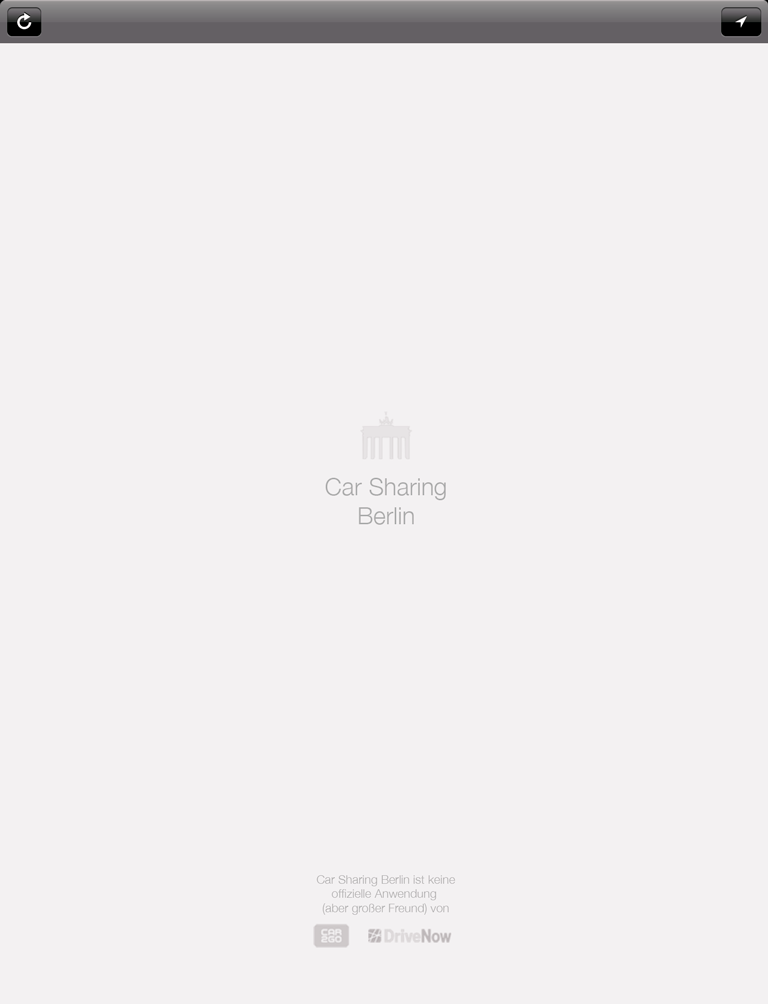 Car Sharing
Berlin
Car Sharing Berlin ist keine
offizielle Anwendung
(aber großer Freund) von
CAR
2GO
DriveNow